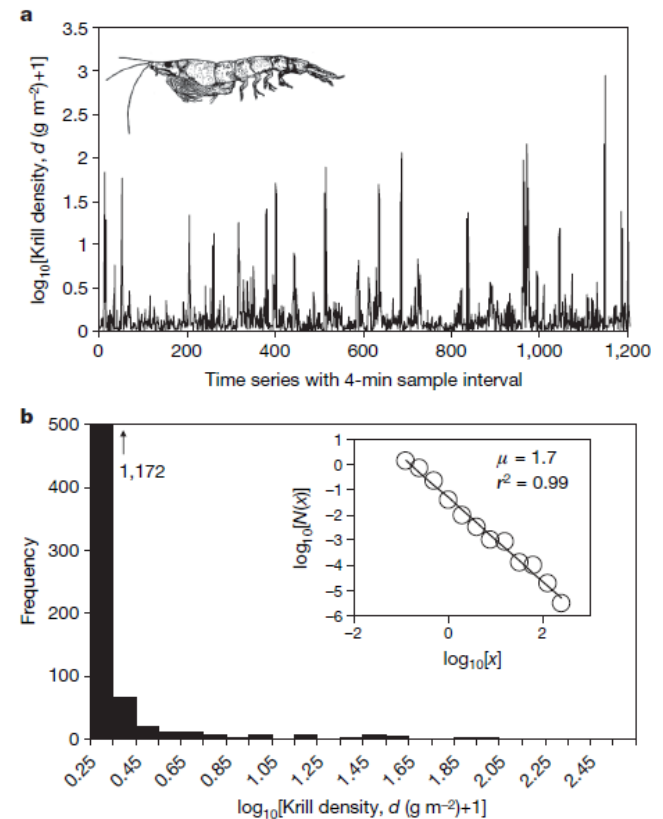 a
log₁₀[Krill density, d (g m⁻²)+1]
3.5
3
2.5
2
1.5
1
0.5
0
0 200 400 600 800 1,000 1,200
Time series with 4-min sample interval
b
Frequency
500
400
300
200
100
0
1,172
log₁₀[N(x)]
1
0
−1
−2
−3
−4
−5
−6
μ = 1.7
r² = 0.99
−2 0 2
log₁₀[x]
0.25 0.45 0.65 0.85 1.05 1.25 1.45 1.65 1.85 2.05 2.25 2.45
log₁₀[Krill density, d (g m⁻²)+1]